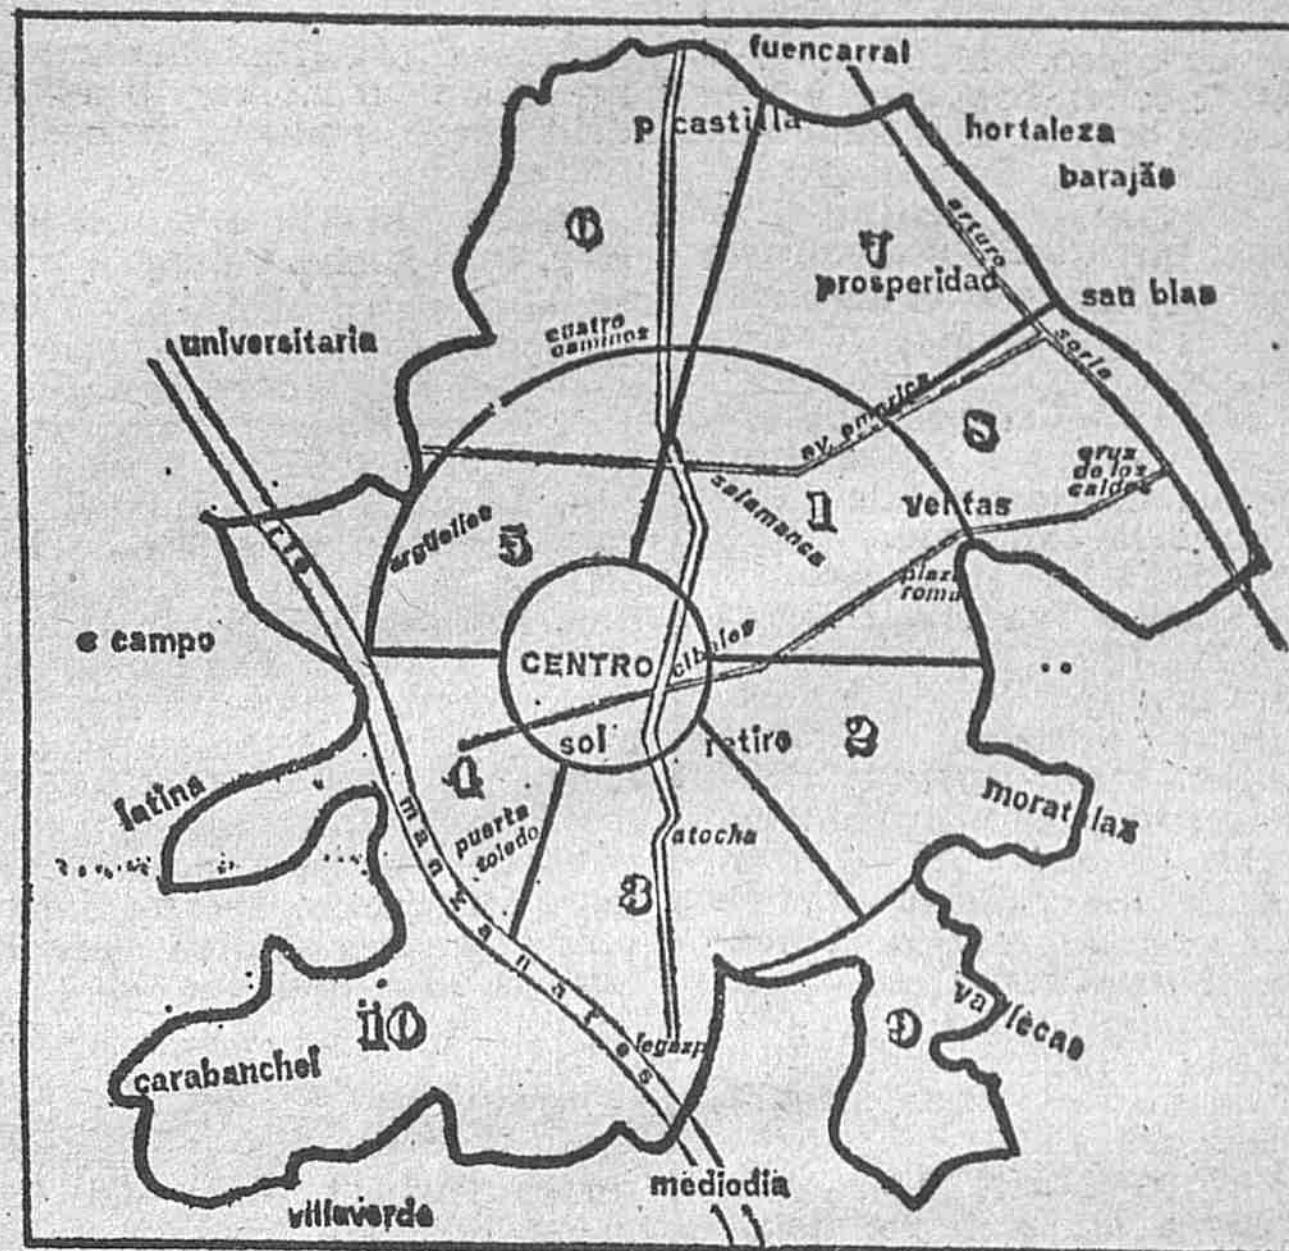 fuencarral
p castilla
hortaleza
barajas
6
arturo
7
prosperidad
san blas
cuatro
caminos
universitaria
soria
av. america
8
cruz
de los
caidos
salamanca
1
ventas
argüelles
5
rio
plaza
roma
c campo
CENTRO
cibeles
sol
retiro
2
4
latina
moratalaz
puerta
toledo
atocha
manzanares
3
vallecas
10
9
legazpi
carabanchel
mediodia
villaverde